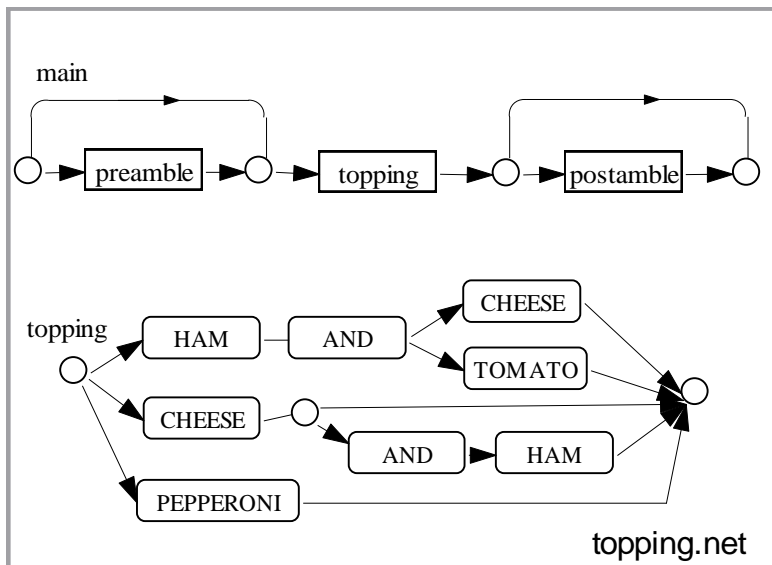 main
preamble topping postamble
topping
CHEESE
HAM AND
TOMATO
CHEESE
AND HAM
PEPPERONI
topping.net